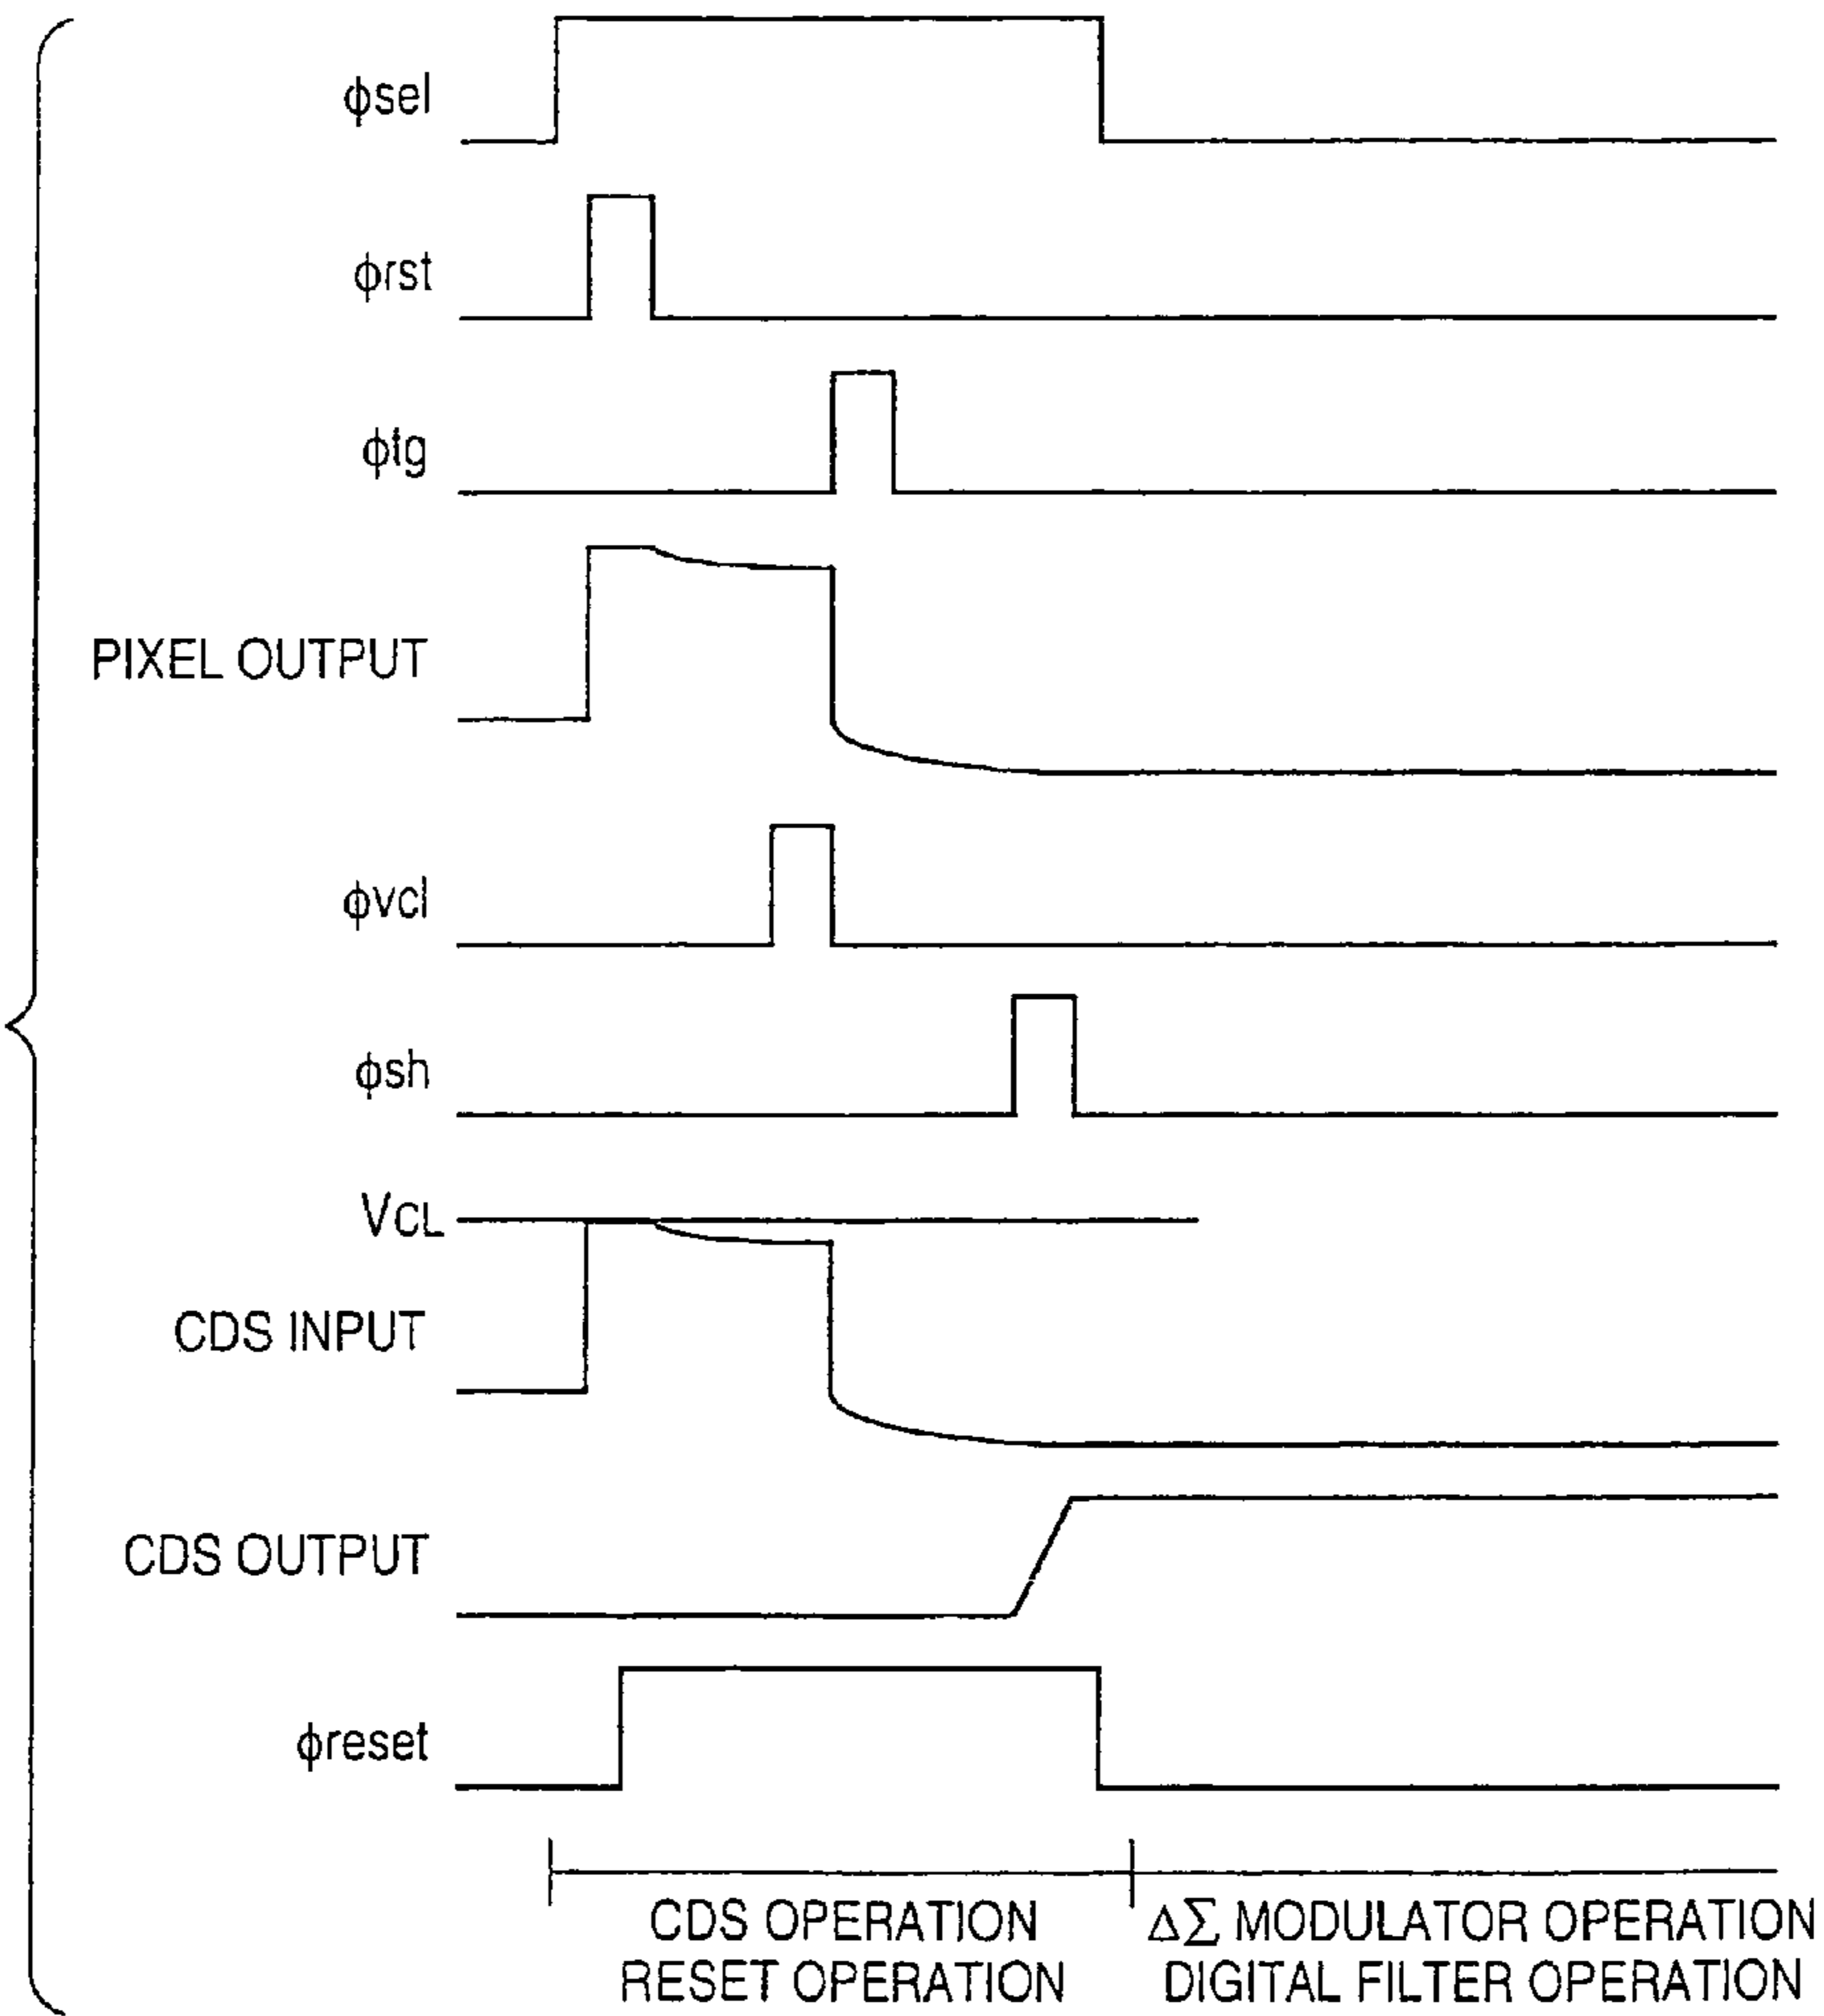 ϕsel
ϕrst
ϕtg
PIXEL OUTPUT
ϕvcl
ϕsh
VCL
CDS INPUT
CDS OUTPUT
ϕreset
CDS OPERATION
RESET OPERATION
ΔΣ MODULATOR OPERATION
DIGITAL FILTER OPERATION